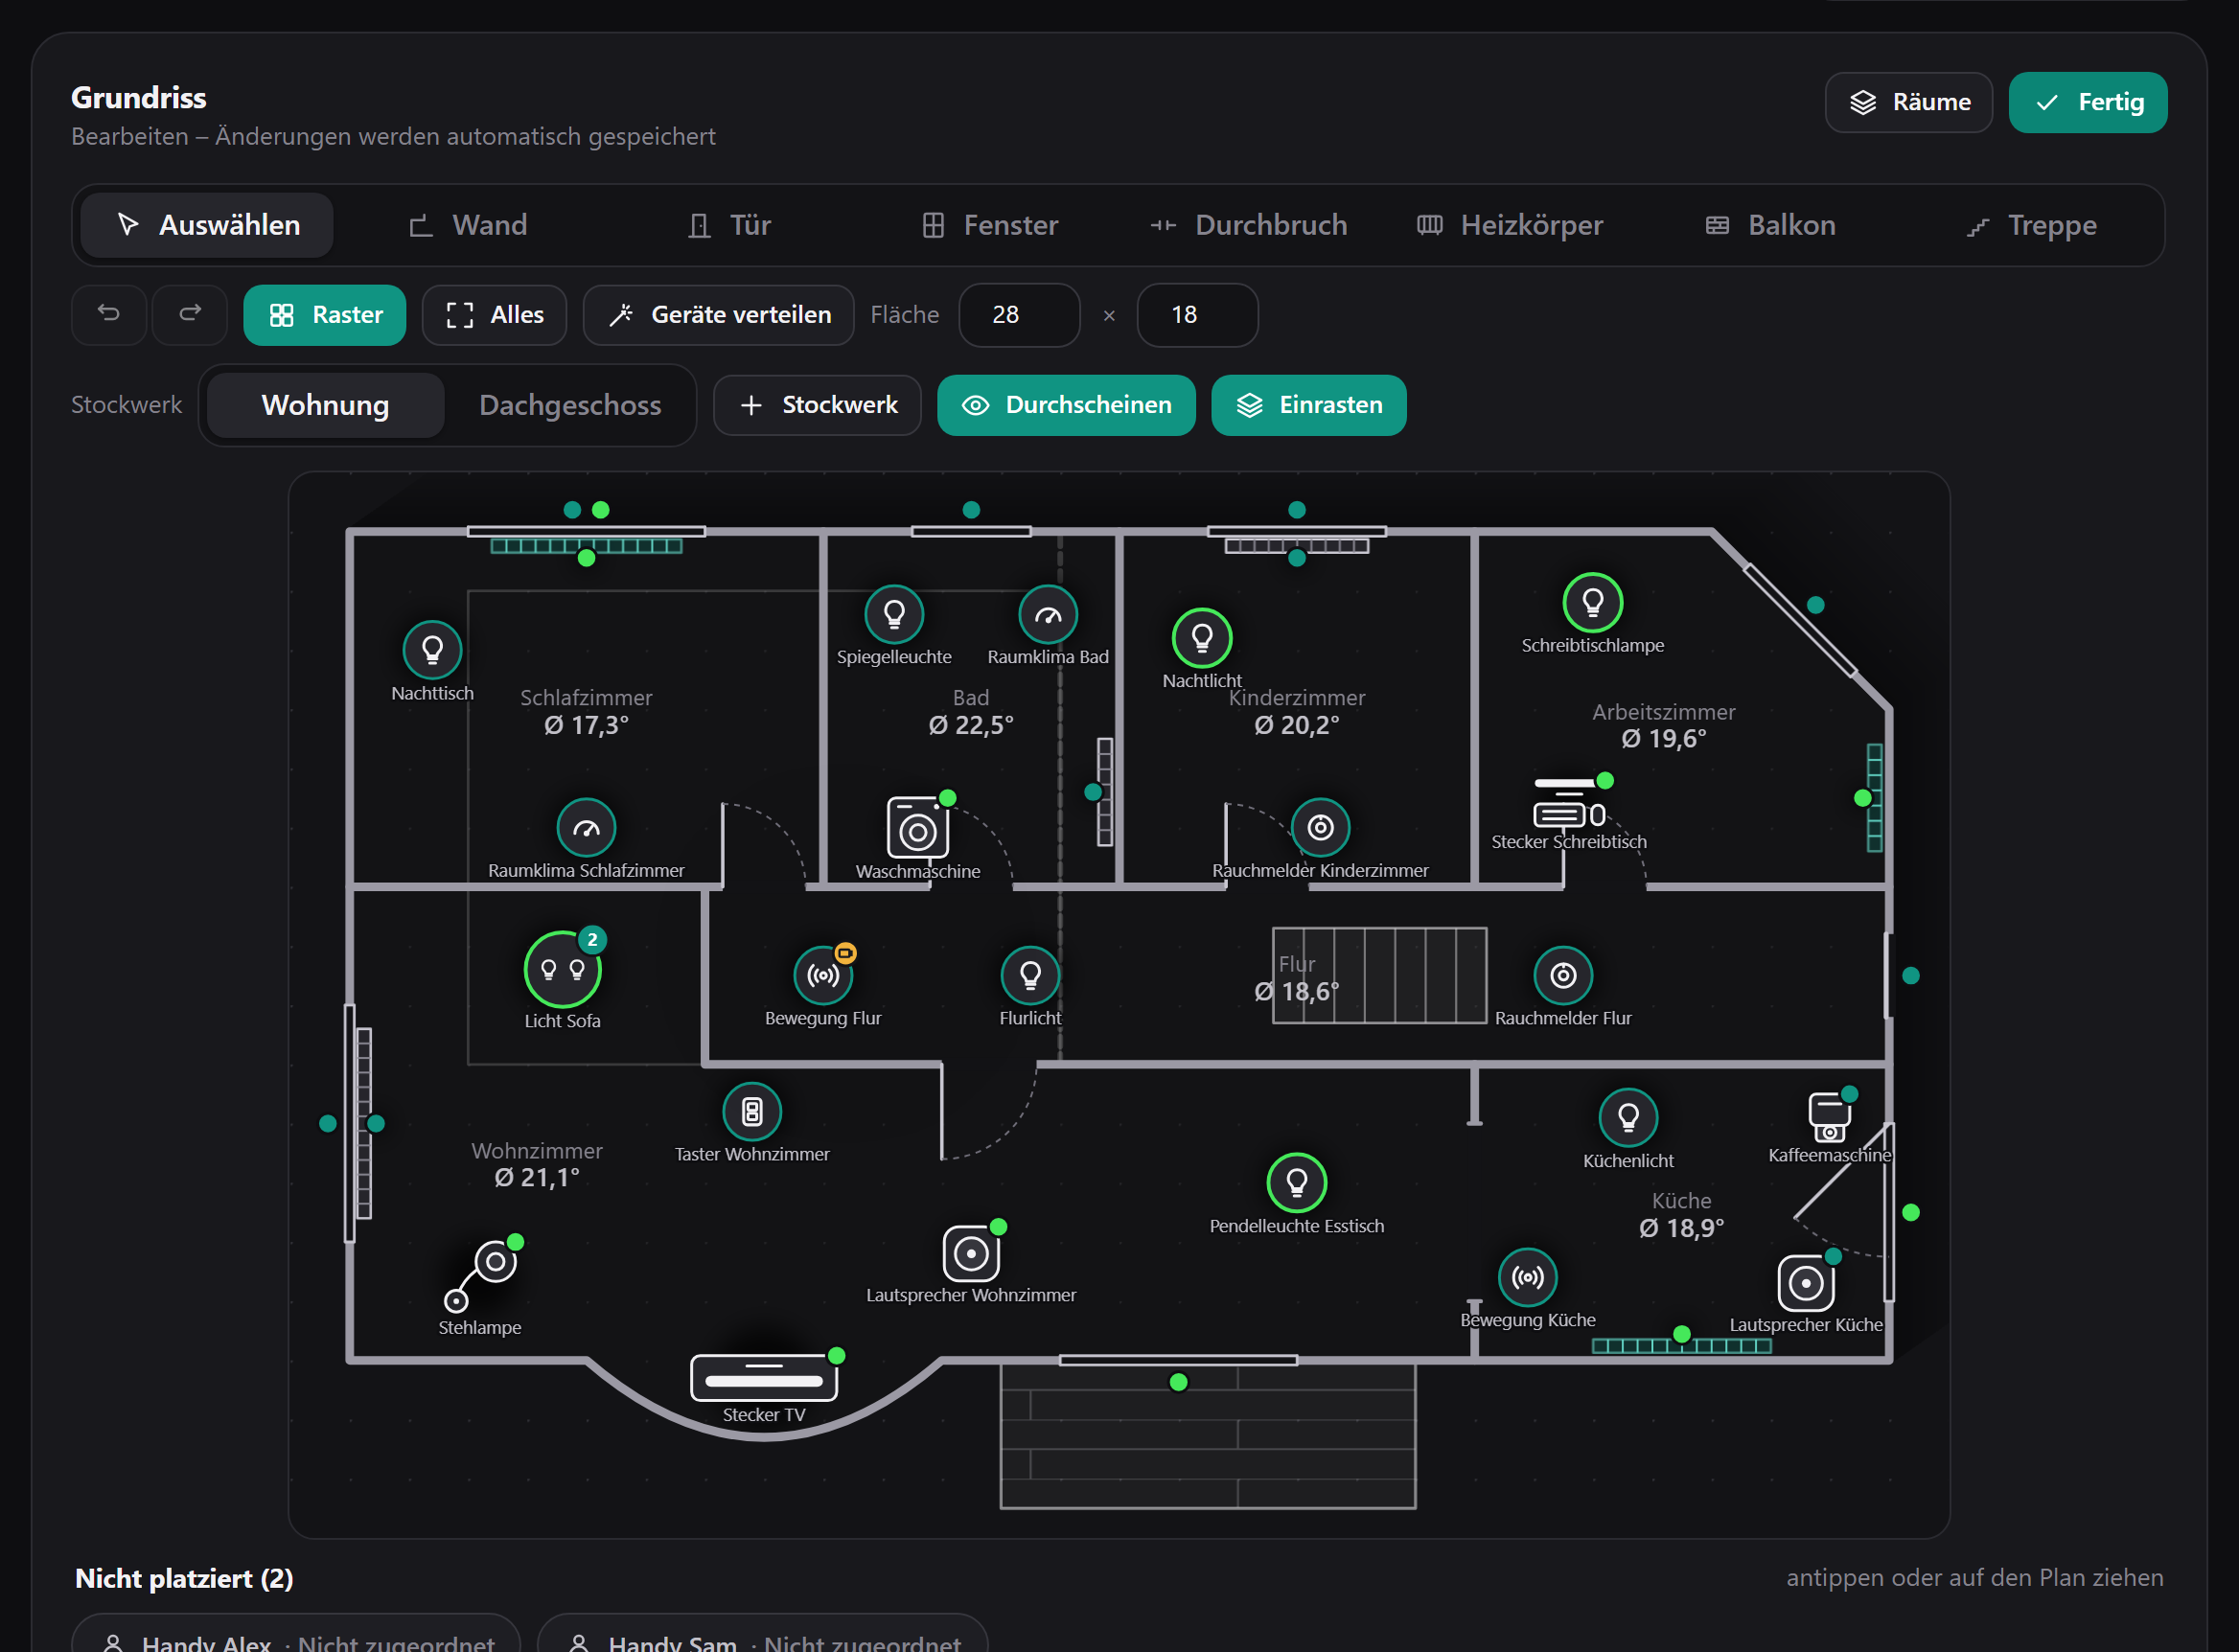 Grundriss
Bearbeiten – Änderungen werden automatisch gespeichert
Räume
Fertig
Auswählen
Wand
Tür
Fenster
Durchbruch
Heizkörper
Balkon
Treppe
Raster
Alles
Geräte verteilen
Fläche
28
×
18
Stockwerk
Wohnung
Dachgeschoss
Stockwerk
Durchscheinen
Einrasten
Nachttisch
Schlafzimmer
Ø 17,3°
Raumklima Schlafzimmer
Spiegelleuchte
Raumklima Bad
Bad
Ø 22,5°
Waschmaschine
Nachtlicht
Kinderzimmer
Ø 20,2°
Rauchmelder Kinderzimmer
Schreibtischlampe
Arbeitszimmer
Ø 19,6°
Stecker Schreibtisch
2
Licht Sofa
Bewegung Flur
Flurlicht
Flur
Ø 18,6°
Rauchmelder Flur
Taster Wohnzimmer
Wohnzimmer
Ø 21,1°
Stehlampe
Lautsprecher Wohnzimmer
Stecker TV
Pendelleuchte Esstisch
Küchenlicht
Kaffeemaschine
Küche
Ø 18,9°
Bewegung Küche
Lautsprecher Küche
Nicht platziert (2)
antippen oder auf den Plan ziehen
Handy Alex · Nicht zugeordnet
Handy Sam · Nicht zugeordnet